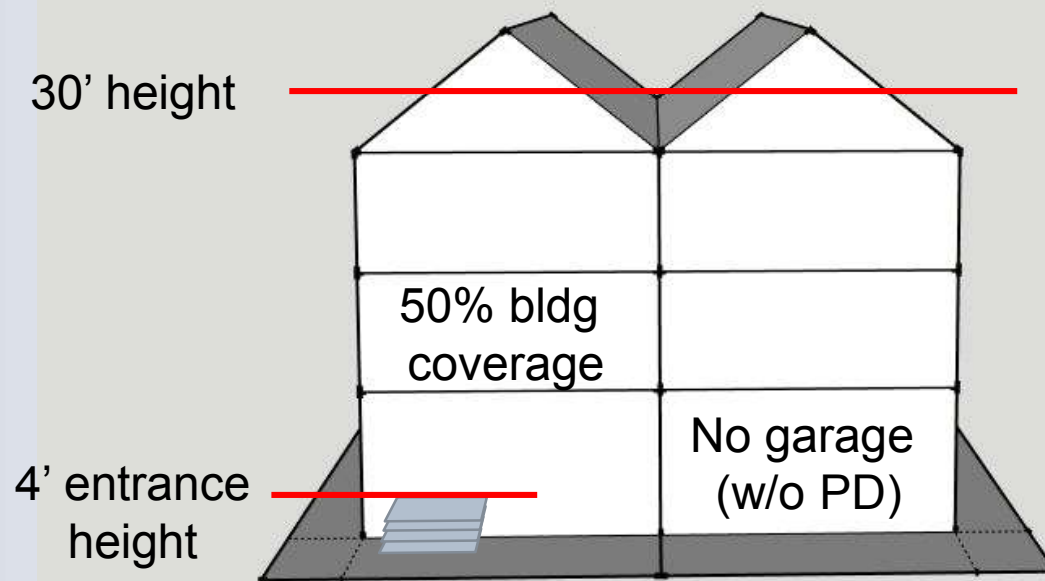 30’ height
50% bldg
coverage
No garage
(w/o PD)
4’ entrance
height